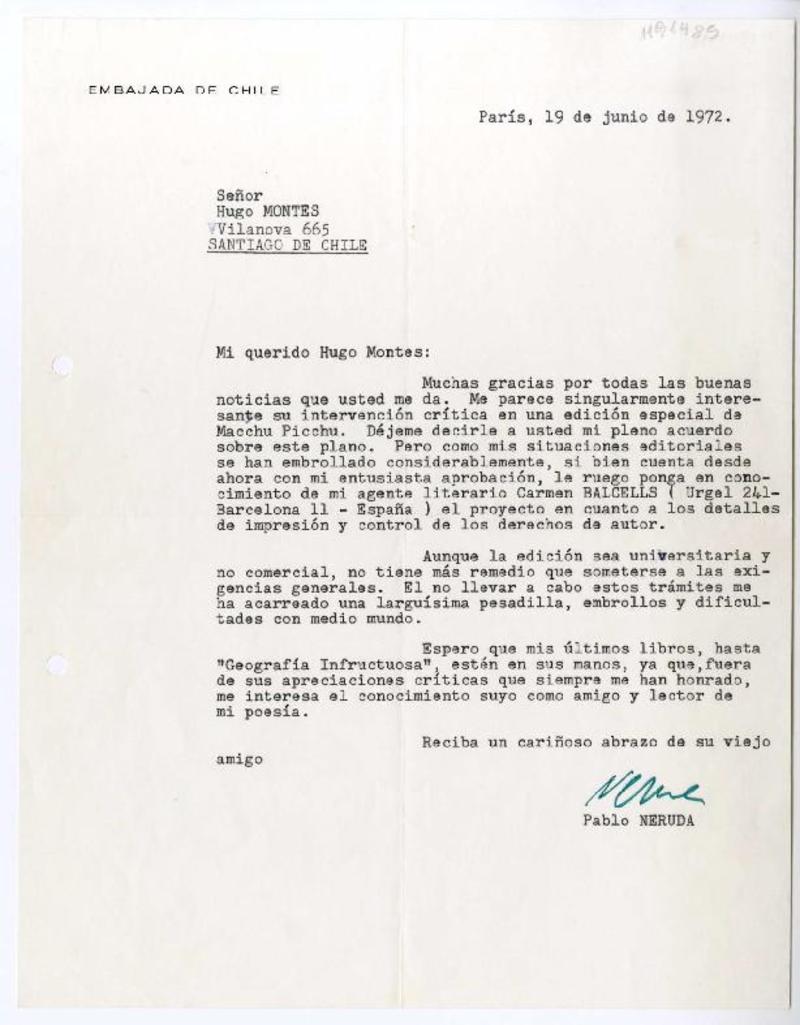 1191489
EMBAJADA DE CHILE
París, 19 de junio de 1972.
Señor
Hugo MONTES
Vilanova 665
SANTIAGO DE CHILE
Mi querido Hugo Montes:
Muchas gracias por todas las buenas
noticias que usted me da. Me parece singularmente intere-
sante su intervención crítica en una edición especial de
Macchu Picchu. Déjeme decirle a usted mi pleno acuerdo
sobre este plano. Pero como mis situaciones editoriales
se han embrollado considerablemente, si bien cuenta desde
ahora con mi entusiasta aprobación, le ruego ponga en cono-
cimiento de mi agente literario Carmen BALCELLS ( Urgel 241-
Barcelona 11 - España ) el proyecto en cuanto a los detalles
de impresión y control de los derechos de autor.
Aunque la edición sea universitaria y
no comercial, no tiene más remedio que someterse a las exi-
gencias generales. El no llevar a cabo estos trámites me
ha acarreado una larguísima pesadilla, embrollos y dificul-
tades con medio mundo.
Espero que mis últimos libros, hasta
"Geografía Infructuosa", estén en sus manos, ya que,fuera
de sus apreciaciones críticas que siempre me han honrado,
me interesa el conocimiento suyo como amigo y lector de
mi poesía.
Reciba un cariñoso abrazo de su viejo
amigo
Neruda
Pablo NERUDA